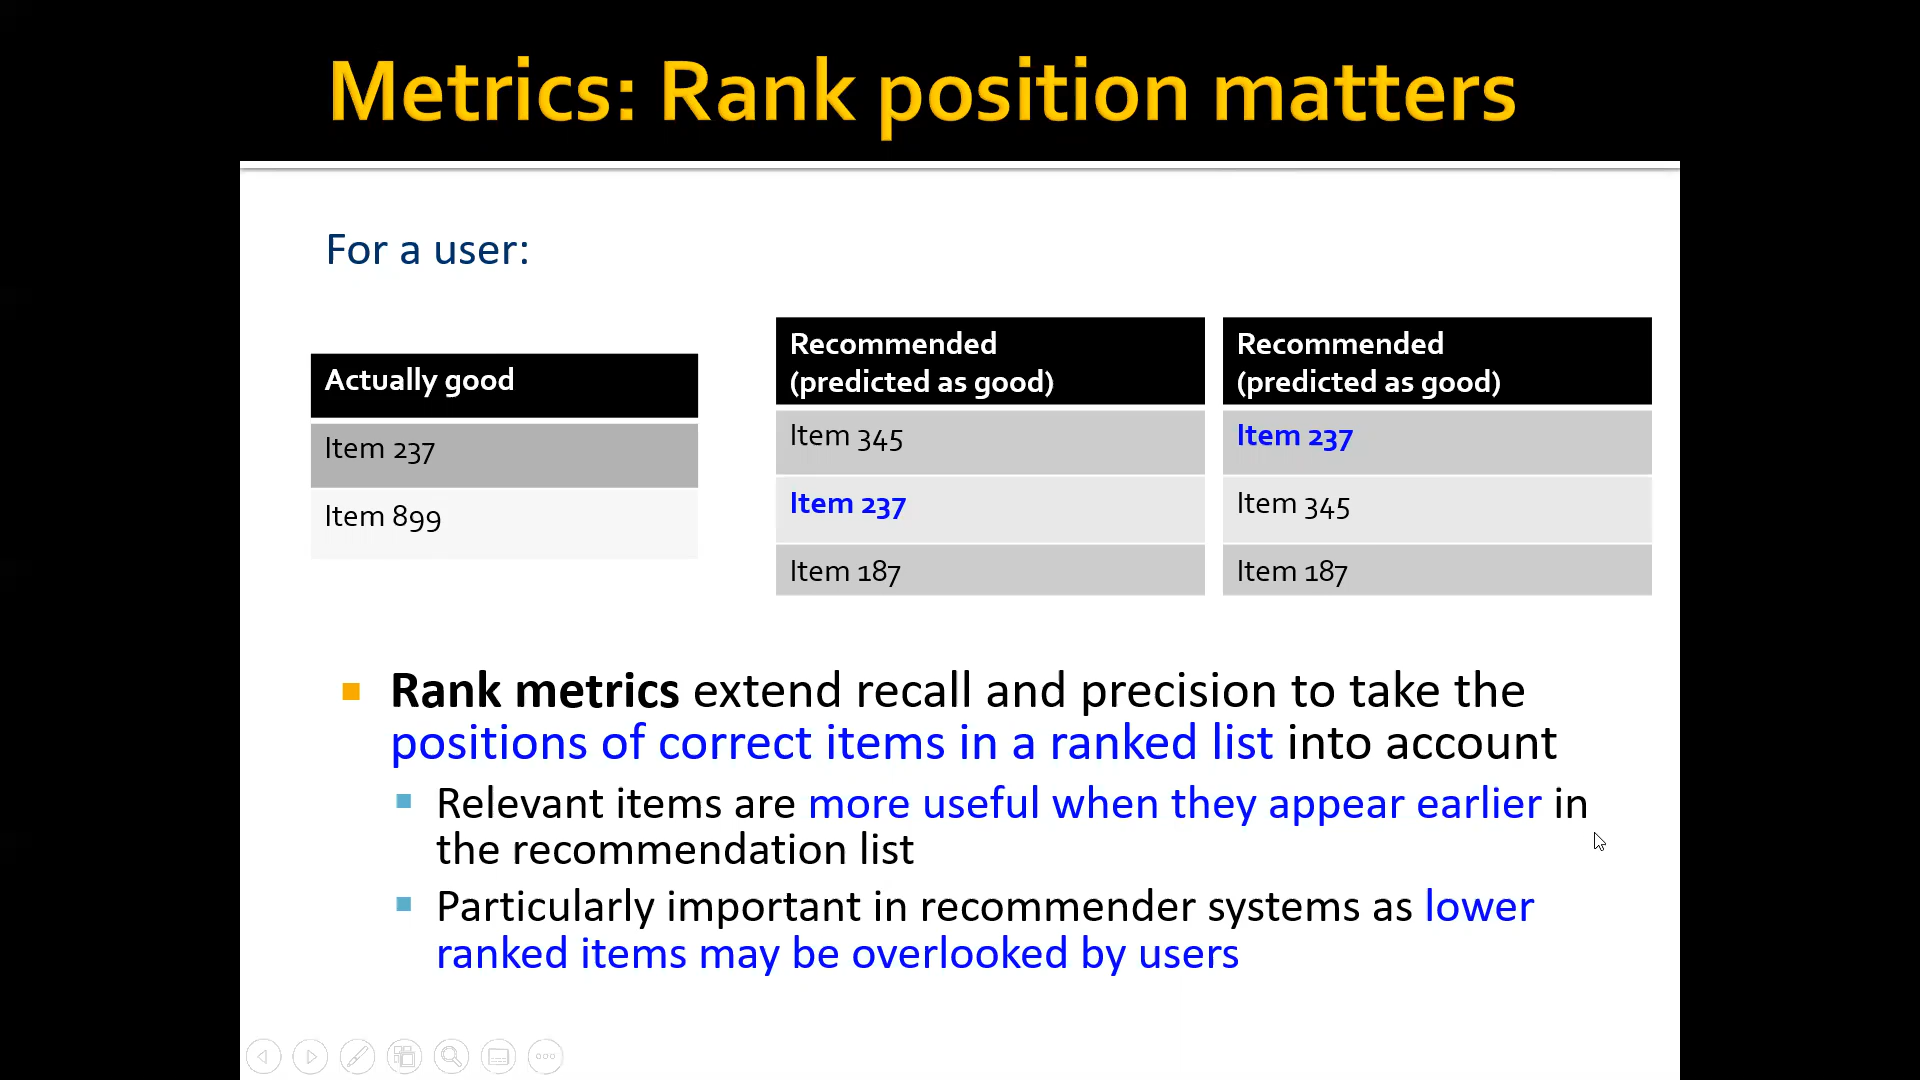 Metrics: Rank position matters
For a user:
Actually good
Item 237
Item 899
Recommended
(predicted as good)
Item 345
Item 237
Item 187
Recommended
(predicted as good)
Item 237
Item 345
Item 187
Rank metrics extend recall and precision to take the
positions of correct items in a ranked list into account
Relevant items are more useful when they appear earlier in
the recommendation list
Particularly important in recommender systems as lower
ranked items may be overlooked by users